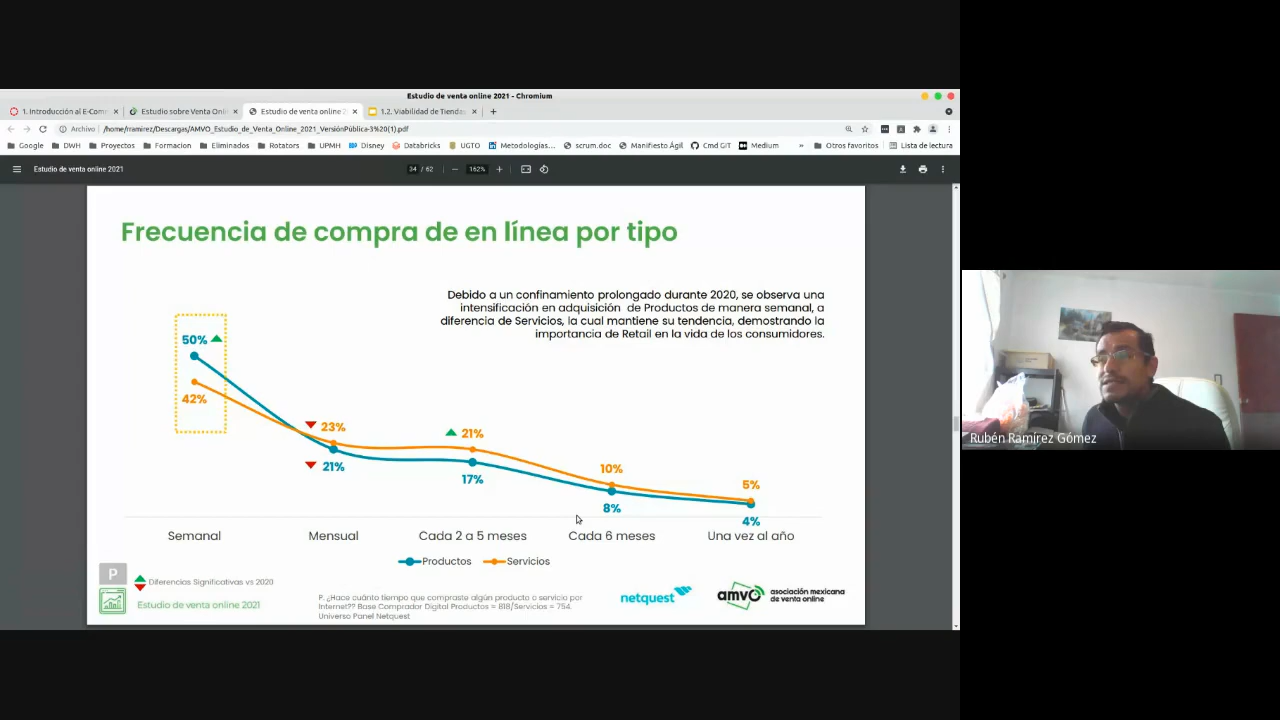 Estudio de venta online 2021 - Chromium
1. Introducción al E-Com
Estudio sobre Venta Onli
Estudio de venta online 2
1.2. Viabilidad de Tiendas
Archivo
/home/rramirez/Descargas/AMVO_Estudio_de_Venta_Online_2021_VersiónPública-3%20(1).pdf
Google
DWH
Proyectos
Formacion
Eliminados
Rotators
UPMH
Disney
Databricks
UGTO
Metodologías...
scrum.doc
Manifiesto Ágil
Cmd GIT
Medium
»
Otros favoritos
Lista de lectura
Estudio de venta online 2021
34 / 62
162%
Frecuencia de compra de en línea por tipo
Debido a un confinamiento prolongado durante 2020, se observa una
intensificación en adquisición de Productos de manera semanal, a
diferencia de Servicios, la cual mantiene su tendencia, demostrando la
importancia de Retail en la vida de los consumidores.
50%
42%
23%
21%
21%
17%
10%
8%
5%
4%
Semanal
Mensual
Cada 2 a 5 meses
Cada 6 meses
Una vez al año
Productos
Servicios
P
Diferencias Significativas vs 2020
Estudio de venta online 2021
P. ¿Hace cuánto tiempo que compraste algún producto o servicio por
Internet?? Base Comprador Digital Productos = 818/Servicios = 754.
Universo Panel Netquest
netquest
amvo
asociación mexicana
de venta online
Rubén Ramírez Gómez